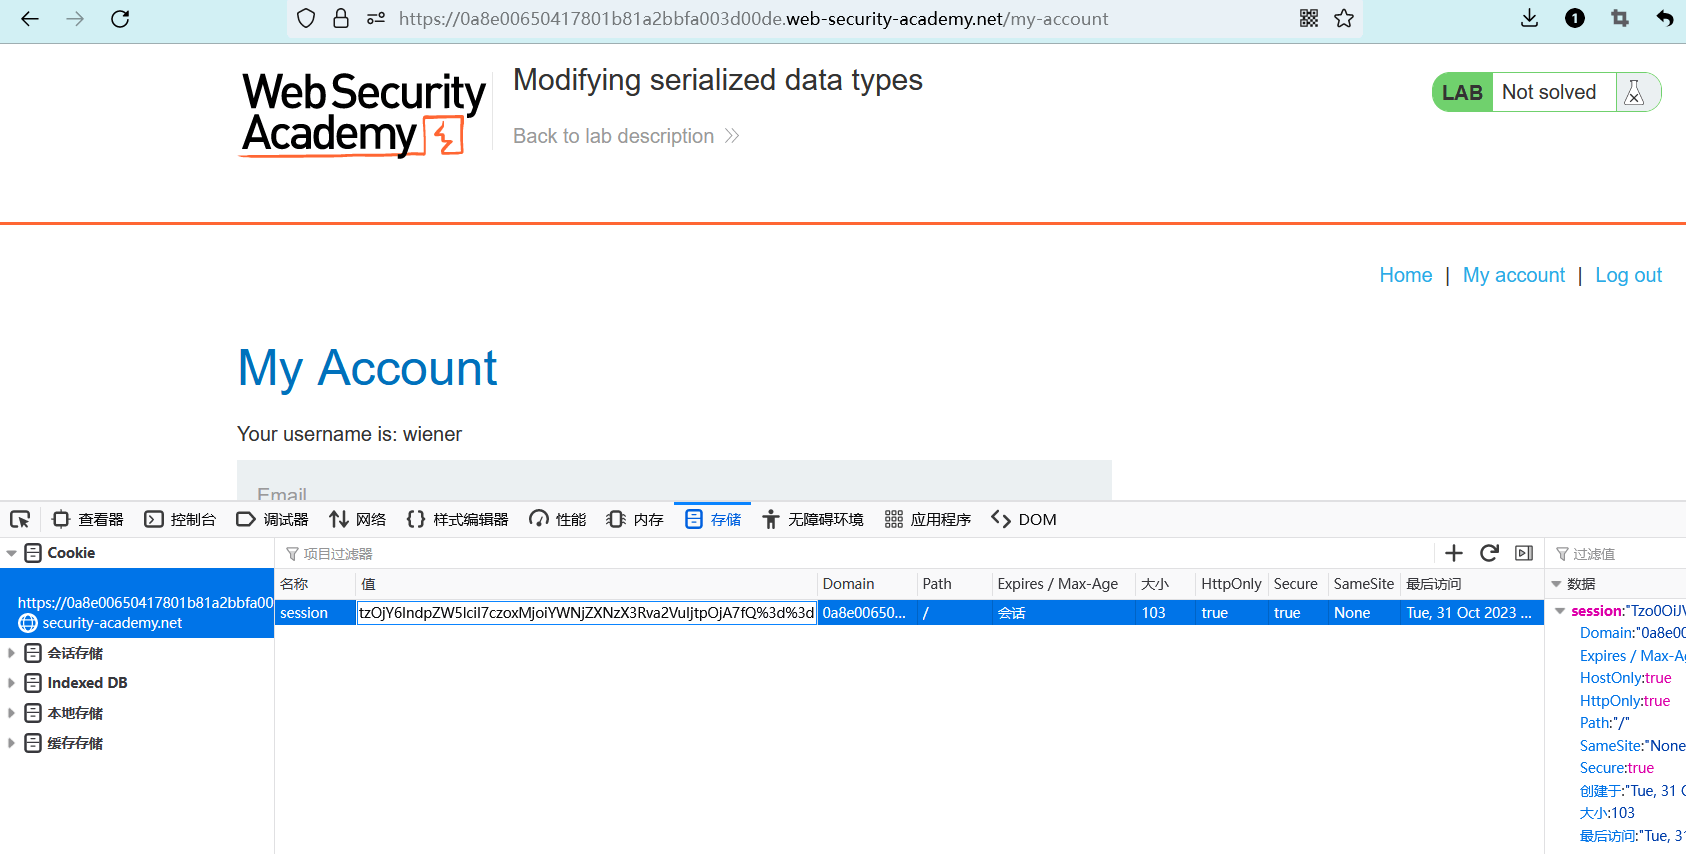 https://0a8e00650417801b81a2bbfa003d00de.web-security-academy.net/my-account
1
Web Security Academy
Modifying serialized data types
Back to lab description
LAB Not solved
Home | My account | Log out
My Account
Your username is: wiener
Email
查看器 控制台 调试器 网络 样式编辑器 性能 内存 存储 无障碍环境 应用程序 DOM
Cookie
https://0a8e00650417801b81a2bbfa00
security-academy.net
会话存储
Indexed DB
本地存储
缓存存储
项目过滤器
名称 值 Domain Path Expires / Max-Age 大小 HttpOnly Secure SameSite 最后访问
session tzOjY6IndpZW5lciI7czoxMjoiYWNjZXNzX3Rva2VuIjtpOjA7fQ%3d%3d 0a8e00650... / 会话 103 true true None Tue, 31 Oct 2023 ...
过滤值
数据
session:"Tzo0OiJV
Domain:"0a8e00
Expires / Max-Ag
HostOnly:true
HttpOnly:true
Path:"/"
SameSite:"None
Secure:true
创建于:"Tue, 31 O
大小:103
最后访问:"Tue, 31